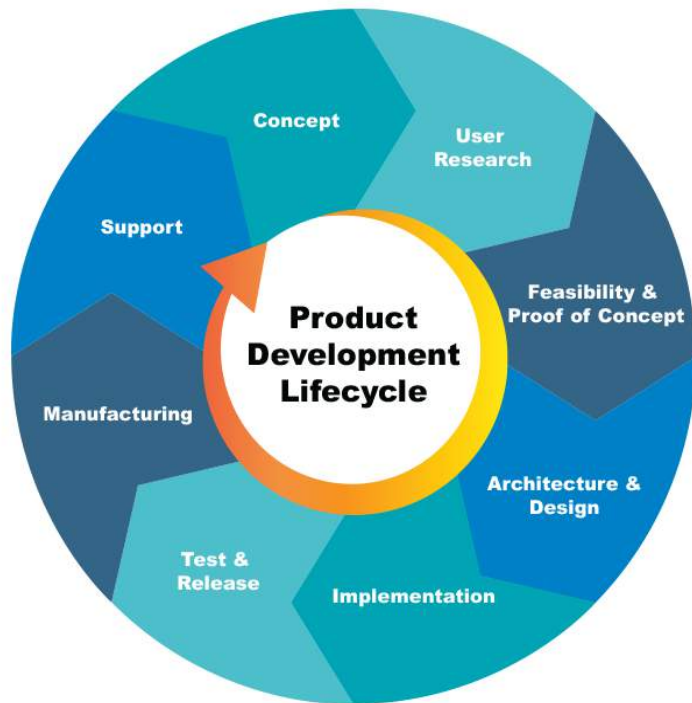 Concept
User
Research
Feasibility &
Proof of Concept
Architecture &
Design
Implementation
Test &
Release
Manufacturing
Support
Product
Development
Lifecycle